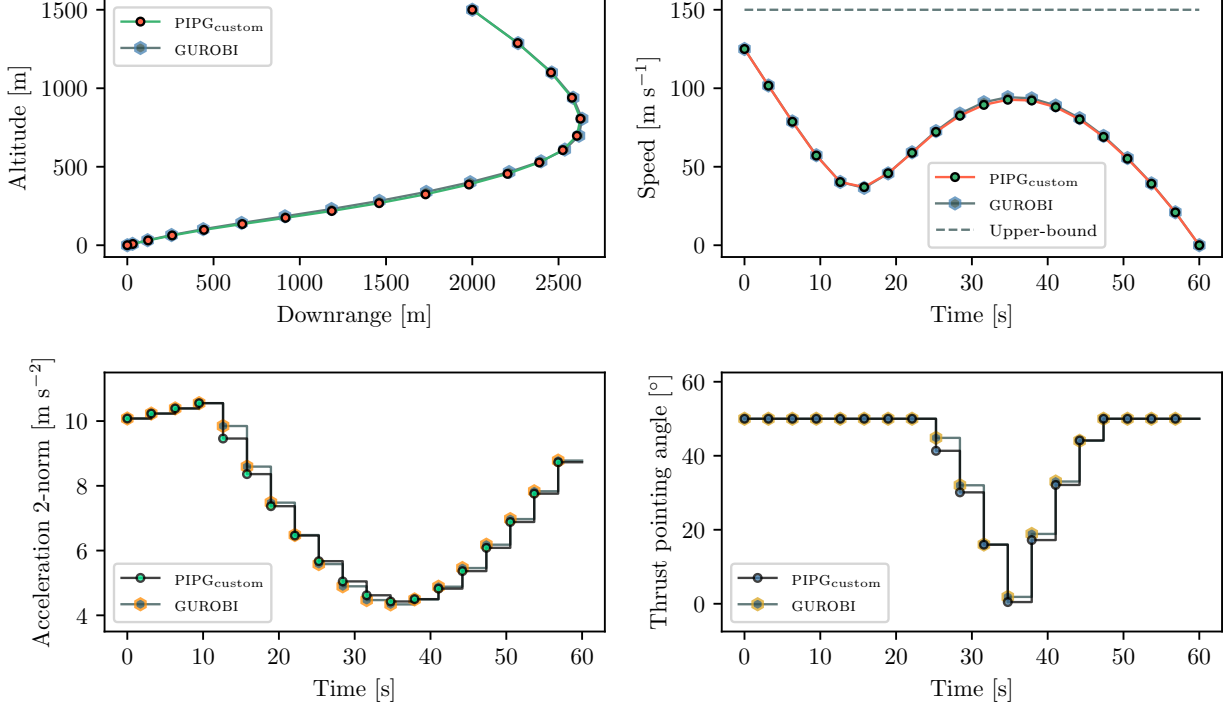 1500
1000
500
0
Altitude [m]
PIPGcustom
GUROBI
0 500 1000 1500 2000 2500
Downrange [m]
150
100
50
0
Speed [m s−1]
PIPGcustom
GUROBI
Upper-bound
0 10 20 30 40 50 60
Time [s]
10
8
6
4
Acceleration 2-norm [m s−2]
PIPGcustom
GUROBI
0 10 20 30 40 50 60
Time [s]
60
40
20
0
Thrust pointing angle [°]
PIPGcustom
GUROBI
0 10 20 30 40 50 60
Time [s]